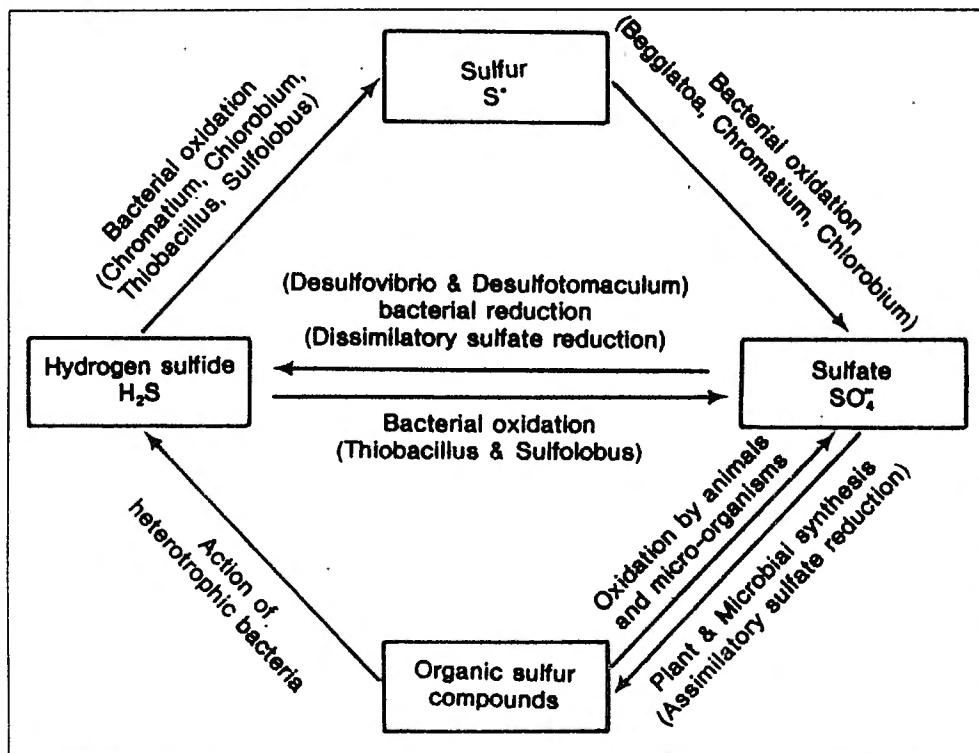 Sulfur
S°
Bacterial oxidation
(Chromatium, Chlorobium,
Thiobacillus, Sulfolobus)
Bacterial oxidation
(Beggiatoa, Chromatium, Chlorobium)
(Desulfovibrio & Desulfotomaculum)
bacterial reduction
(Dissimilatory sulfate reduction)
Hydrogen sulfide
H₂S
Sulfate
SO₄⁼
Bacterial oxidation
(Thiobacillus & Sulfolobus)
Action of
heterotrophic bacteria
Oxidation by animals
and micro-organisms
Plant & Microbial synthesis
(Assimilatory sulfate reduction)
Organic sulfur
compounds